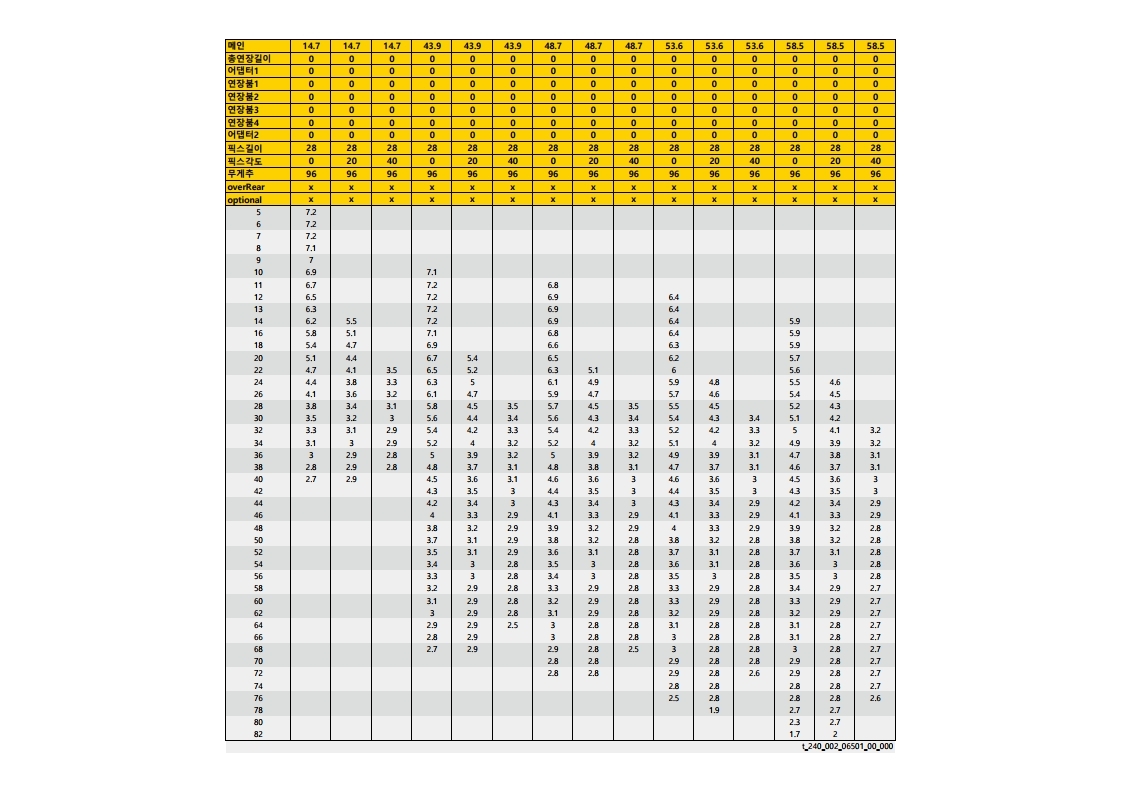 메인 14.7 14.7 14.7 43.9 43.9 43.9 48.7 48.7 48.7 53.6 53.6 53.6 58.5 58.5 58.5
총연장길이 0 0 0 0 0 0 0 0 0 0 0 0 0 0 0
어댑터1 0 0 0 0 0 0 0 0 0 0 0 0 0 0 0
연장붐1 0 0 0 0 0 0 0 0 0 0 0 0 0 0 0
연장붐2 0 0 0 0 0 0 0 0 0 0 0 0 0 0 0
연장붐3 0 0 0 0 0 0 0 0 0 0 0 0 0 0 0
연장붐4 0 0 0 0 0 0 0 0 0 0 0 0 0 0 0
어댑터2 0 0 0 0 0 0 0 0 0 0 0 0 0 0 0
픽스길이 28 28 28 28 28 28 28 28 28 28 28 28 28 28 28
픽스각도 0 20 40 0 20 40 0 20 40 0 20 40 0 20 40
무게추 96 96 96 96 96 96 96 96 96 96 96 96 96 96 96
overRear x x x x x x x x x x x x x x x
optional x x x x x x x x x x x x x x x
5 7.2
6 7.2
7 7.2
8 7.1
9 7
10 6.9 7.1
11 6.7 7.2 6.8
12 6.5 7.2 6.9 6.4
13 6.3 7.2 6.9 6.4
14 6.2 5.5 7.2 6.9 6.4 5.9
16 5.8 5.1 7.1 6.8 6.4 5.9
18 5.4 4.7 6.9 6.6 6.3 5.9
20 5.1 4.4 6.7 5.4 6.5 6.2 5.7
22 4.7 4.1 3.5 6.5 5.2 6.3 5.1 6 5.6
24 4.4 3.8 3.3 6.3 5 6.1 4.9 5.9 4.8 5.5 4.6
26 4.1 3.6 3.2 6.1 4.7 5.9 4.7 5.7 4.6 5.4 4.5
28 3.8 3.4 3.1 5.8 4.5 3.5 5.7 4.5 3.5 5.5 4.5 5.2 4.3
30 3.5 3.2 3 5.6 4.4 3.4 5.6 4.3 3.4 5.4 4.3 3.4 5.1 4.2
32 3.3 3.1 2.9 5.4 4.2 3.3 5.4 4.2 3.3 5.2 4.2 3.3 5 4.1 3.2
34 3.1 3 2.9 5.2 4 3.2 5.2 4 3.2 5.1 4 3.2 4.9 3.9 3.2
36 3 2.9 2.8 5 3.9 3.2 5 3.9 3.2 4.9 3.9 3.1 4.7 3.8 3.1
38 2.8 2.9 2.8 4.8 3.7 3.1 4.8 3.8 3.1 4.7 3.7 3.1 4.6 3.7 3.1
40 2.7 2.9 4.5 3.6 3.1 4.6 3.6 3 4.6 3.6 3 4.5 3.6 3
42 4.3 3.5 3 4.4 3.5 3 4.4 3.5 3 4.3 3.5 3
44 4.2 3.4 3 4.3 3.4 3 4.3 3.4 2.9 4.2 3.4 2.9
46 4 3.3 2.9 4.1 3.3 2.9 4.1 3.3 2.9 4.1 3.3 2.9
48 3.8 3.2 2.9 3.9 3.2 2.9 4 3.3 2.9 3.9 3.2 2.8
50 3.7 3.1 2.9 3.8 3.2 2.8 3.8 3.2 2.8 3.8 3.2 2.8
52 3.5 3.1 2.9 3.6 3.1 2.8 3.7 3.1 2.8 3.7 3.1 2.8
54 3.4 3 2.8 3.5 3 2.8 3.6 3.1 2.8 3.6 3 2.8
56 3.3 3 2.8 3.4 3 2.8 3.5 3 2.8 3.5 3 2.8
58 3.2 2.9 2.8 3.3 2.9 2.8 3.3 2.9 2.8 3.4 2.9 2.7
60 3.1 2.9 2.8 3.2 2.9 2.8 3.3 2.9 2.8 3.3 2.9 2.7
62 3 2.9 2.8 3.1 2.9 2.8 3.2 2.9 2.8 3.2 2.9 2.7
64 2.9 2.9 2.5 3 2.8 2.8 3.1 2.8 2.8 3.1 2.8 2.7
66 2.8 2.9 3 2.8 2.8 3 2.8 2.8 3.1 2.8 2.7
68 2.7 2.9 2.9 2.8 2.5 3 2.8 2.8 3 2.8 2.7
70 2.8 2.8 2.9 2.8 2.8 2.9 2.8 2.7
72 2.8 2.8 2.9 2.8 2.6 2.9 2.8 2.7
74 2.8 2.8 2.8 2.8 2.7
76 2.5 2.8 2.8 2.8 2.6
78 1.9 2.7 2.7
80 2.3 2.7
82 1.7 2
t_240_002_06501_00_000